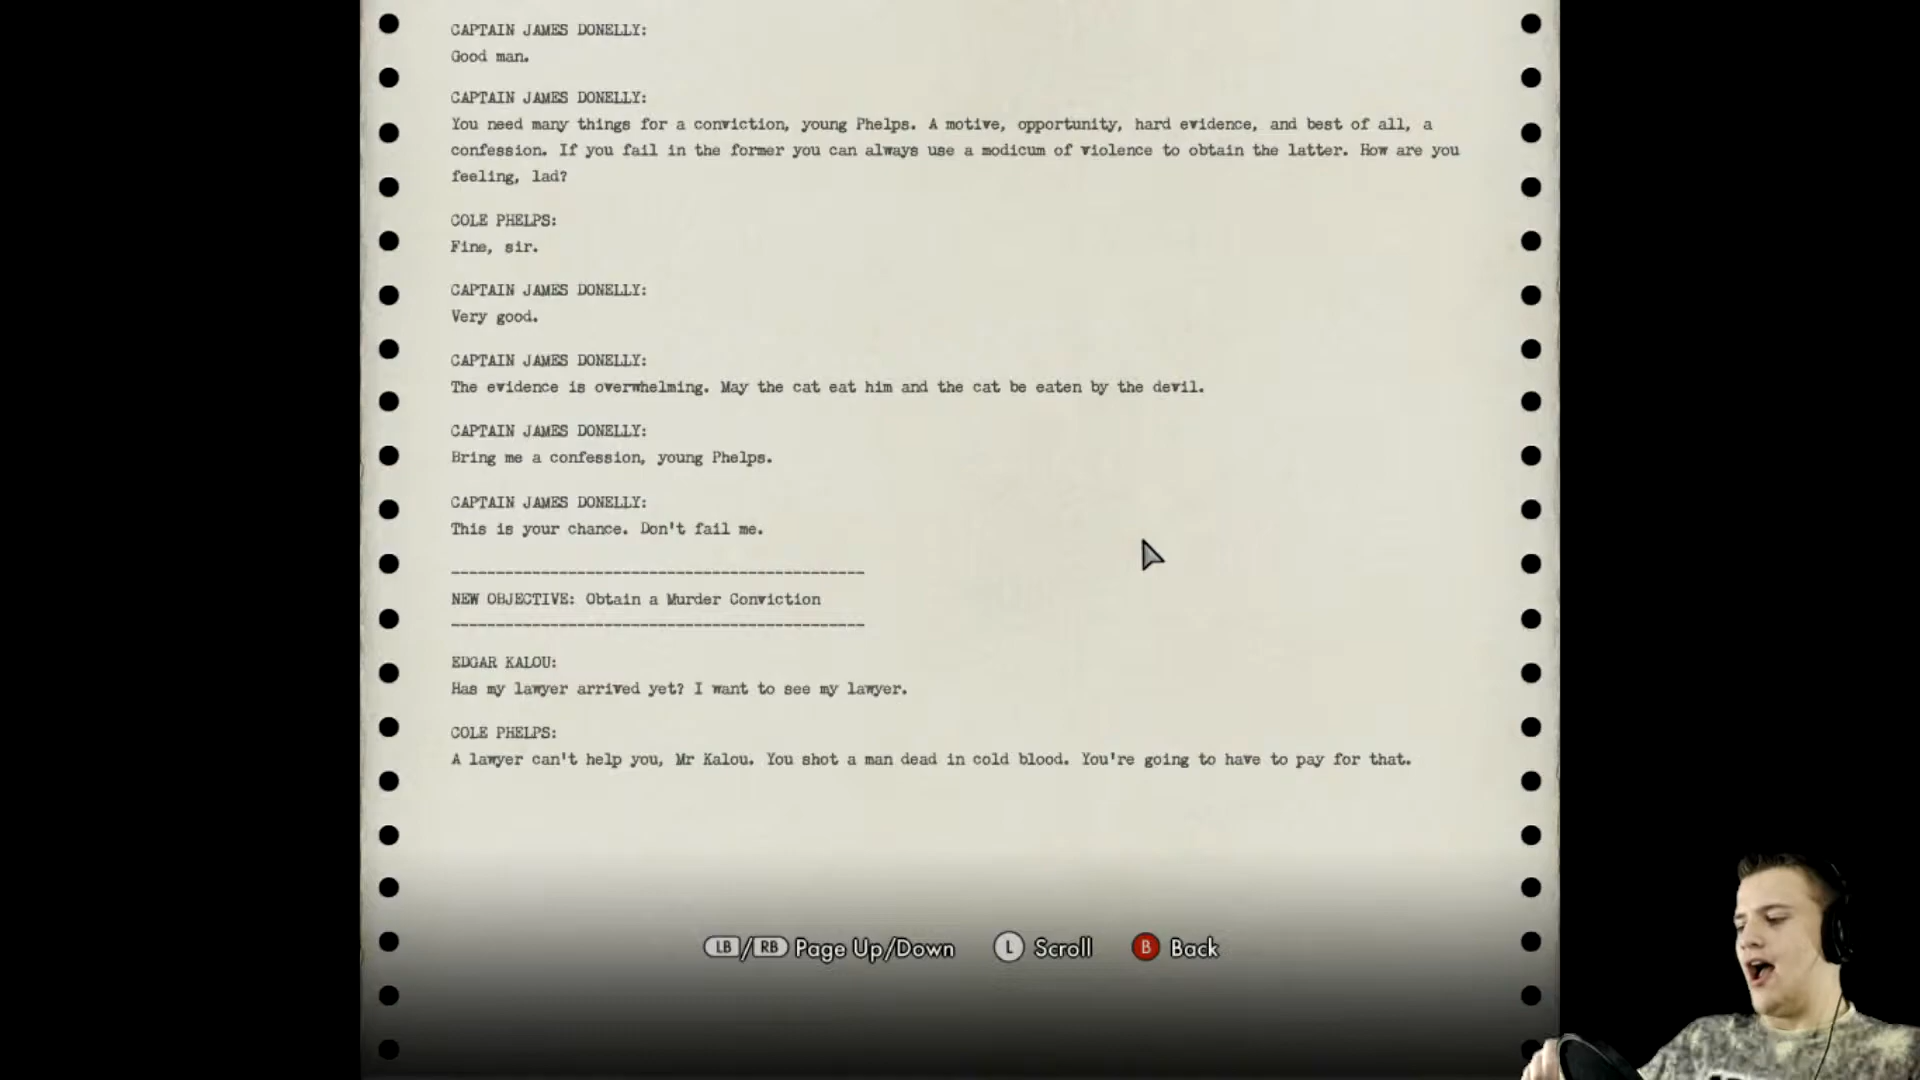 CAPTAIN JAMES DONELLY:
Good man.
CAPTAIN JAMES DONELLY:
You need many things for a conviction, young Phelps. A motive, opportunity, hard evidence, and best of all, a
confession. If you fail in the former you can always use a modicum of violence to obtain the latter. How are you
feeling, lad?
COLE PHELPS:
Fine, sir.
CAPTAIN JAMES DONELLY:
Very good.
CAPTAIN JAMES DONELLY:
The evidence is overwhelming. May the cat eat him and the cat be eaten by the devil.
CAPTAIN JAMES DONELLY:
Bring me a confession, young Phelps.
CAPTAIN JAMES DONELLY:
This is your chance. Don't fail me.
----------------------------------------------
NEW OBJECTIVE: Obtain a Murder Conviction
----------------------------------------------
EDGAR KALOU:
Has my lawyer arrived yet? I want to see my lawyer.
COLE PHELPS:
A lawyer can't help you, Mr Kalou. You shot a man dead in cold blood. You're going to have to pay for that.
LB/RB Page Up/Down L Scroll B Back